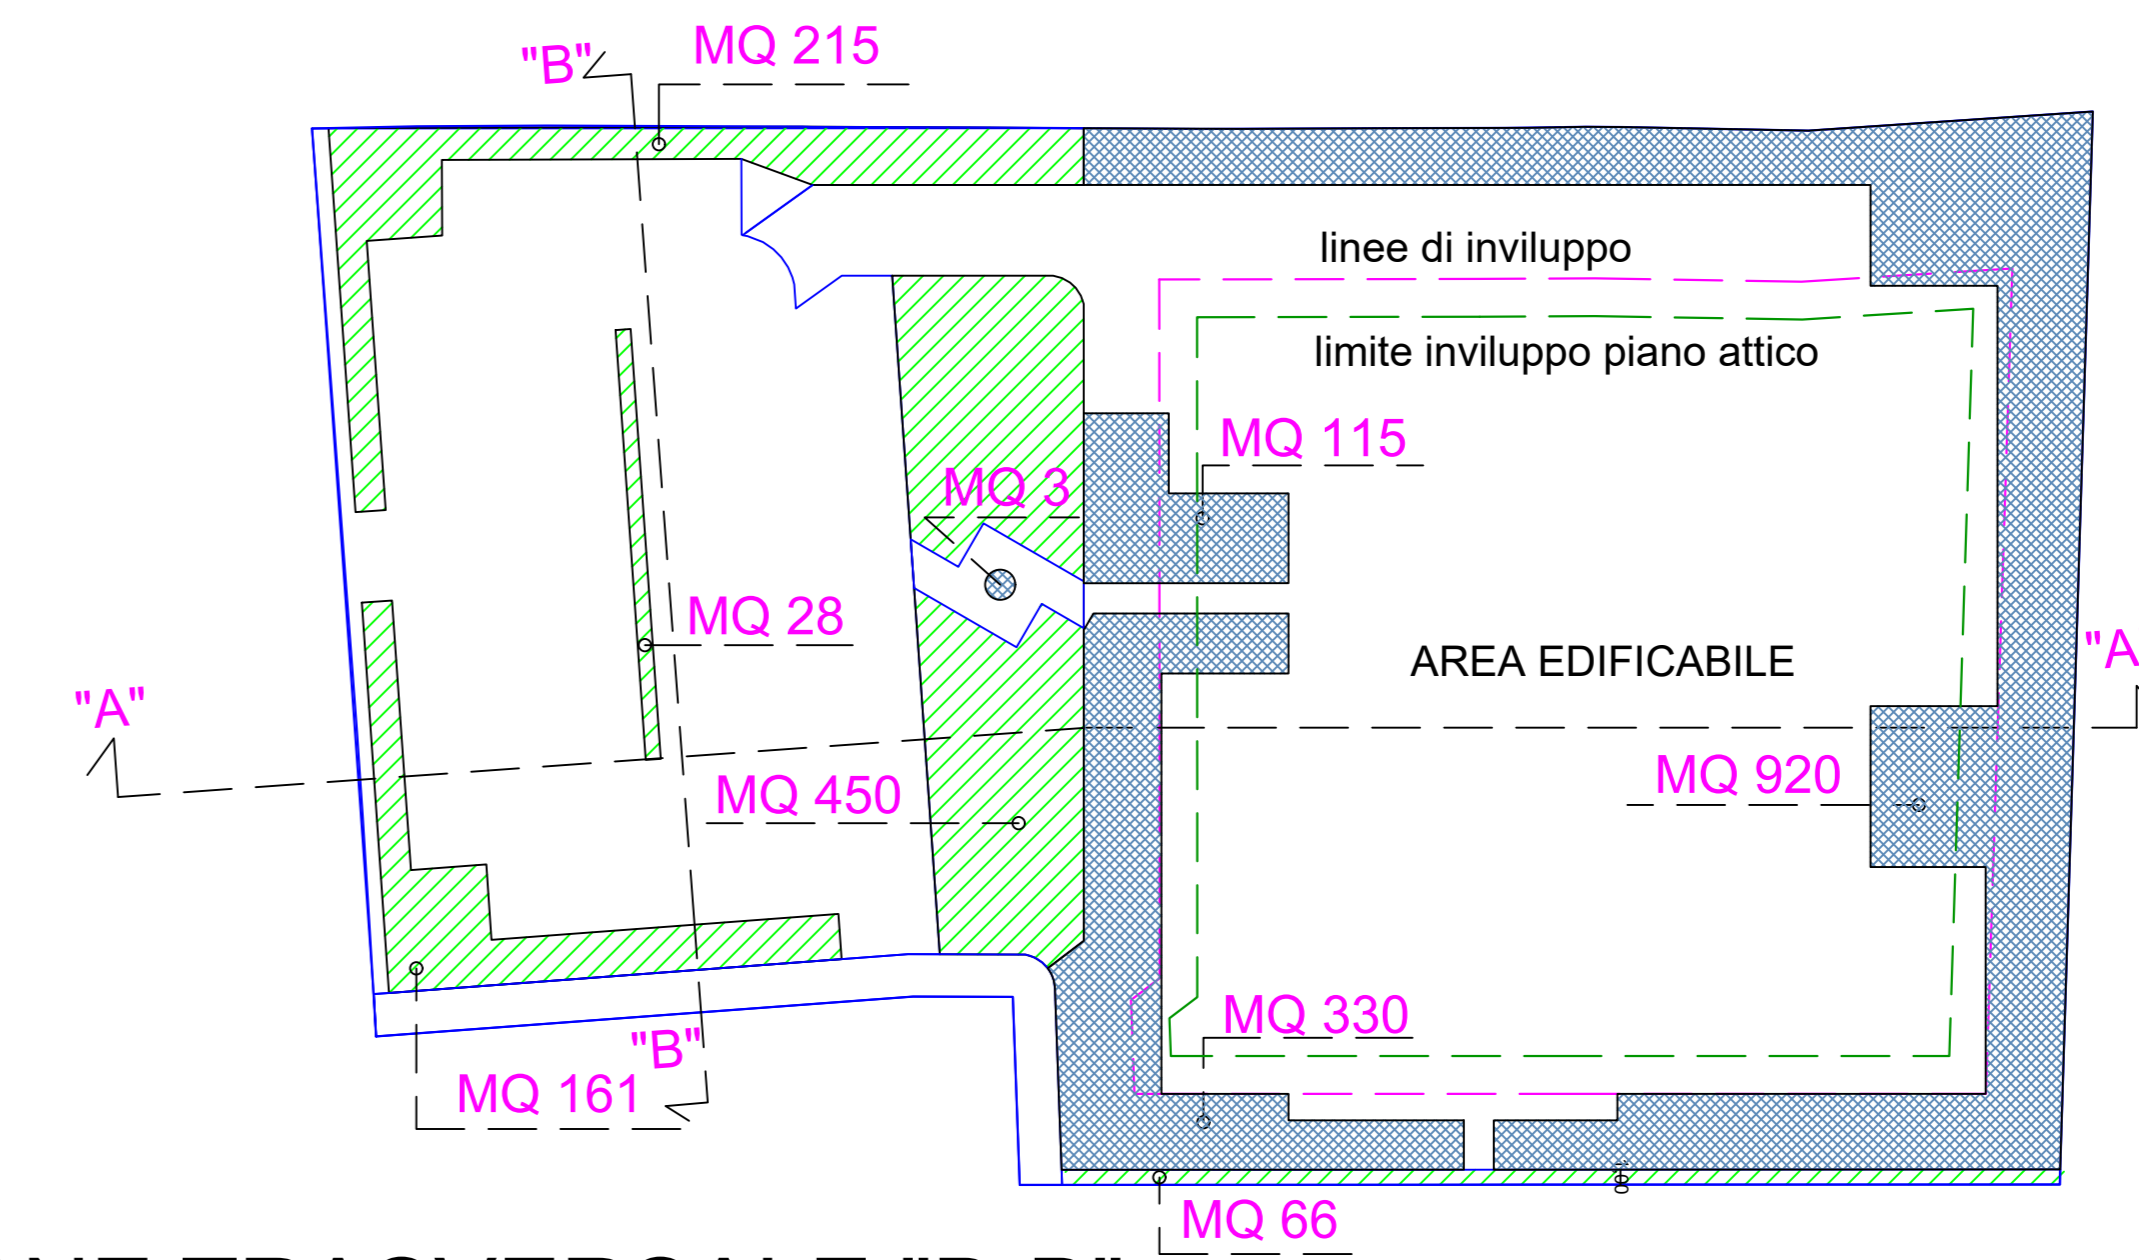 MQ 215
"B"
linee di inviluppo
limite inviluppo piano attico
MQ 115
MQ 3
MQ 28
AREA EDIFICABILE
"A
"A"
MQ 920
MQ 450
MQ 330
"B"
MQ 161
MQ 66